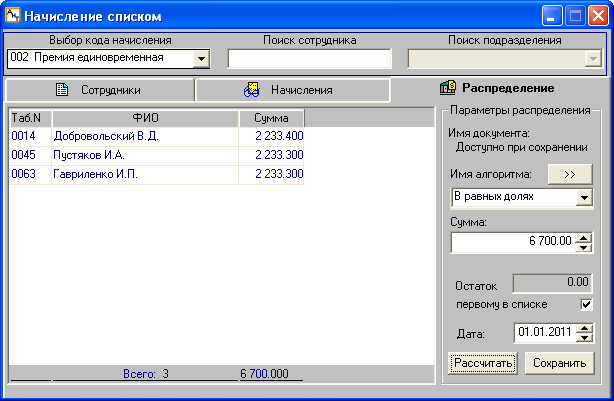 Начисление списком
Выбор кода начисления
Поиск сотрудника
Поиск подразделения
002 Премия единовременная
Сотрудники
Начисления
Распределение
Таб.N ФИО Сумма
0014 Добровольский В.Д. 2 233.400
0045 Пустяков И.А. 2 233.300
0063 Гавриленко И.П. 2 233.300
Всего: 3 6 700.000
Параметры распределения
Имя документа:
Доступно при сохранении
Имя алгоритма: >>
В равных долях
Сумма:
6 700.00
Остаток 0.00
первому в списке
Дата: 01.01.2011
Рассчитать Сохранить